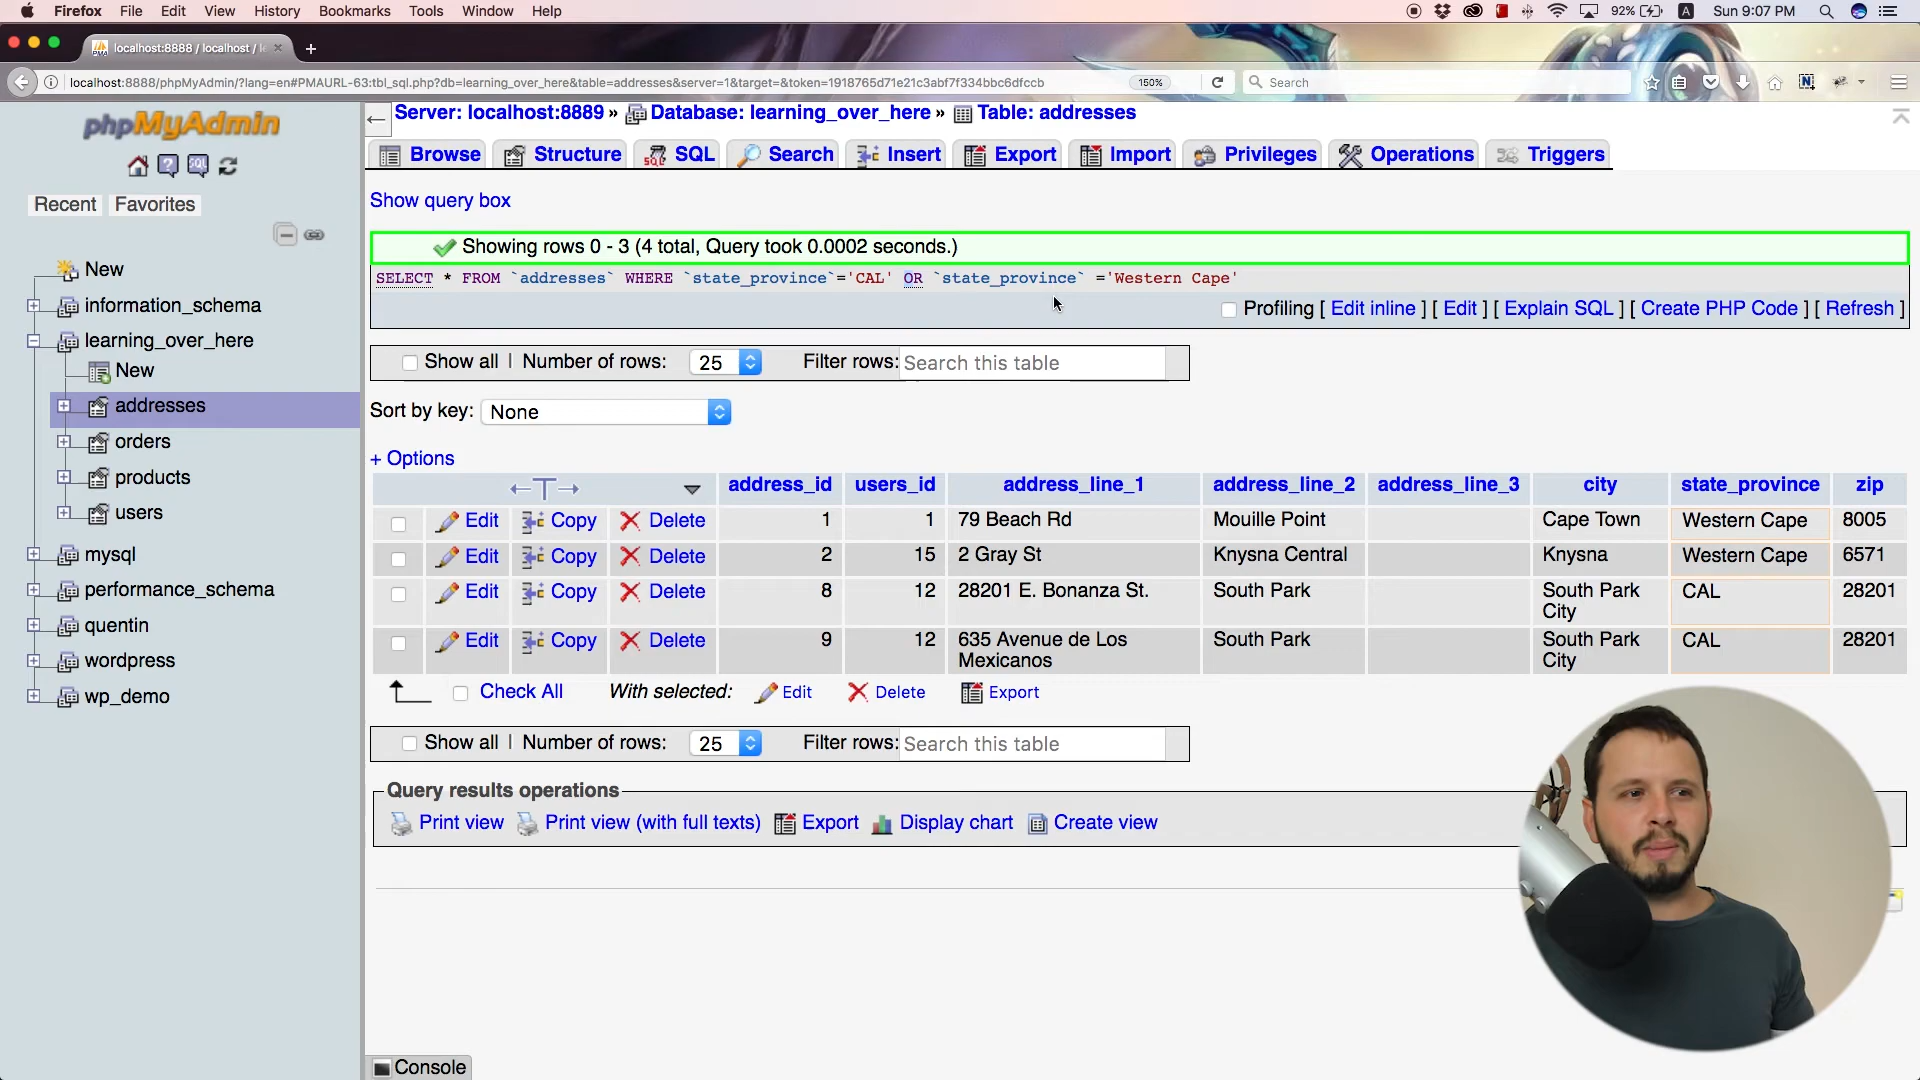 Firefox File Edit View History Bookmarks Tools Window Help 92% A Sun 9:07 PM
localhost:8888 / localhost / l
localhost:8888/phpMyAdmin/?lang=en#PMAURL-63:tbl_sql.php?db=learning_over_here&table=addresses&server=1&target=&token=1918765d71e21c3abf7f334bbc6dfccb 150% Search
phpMyAdmin
Recent Favorites
New
information_schema
learning_over_here
New
addresses
orders
products
users
mysql
performance_schema
quentin
wordpress
wp_demo
Server: localhost:8889 » Database: learning_over_here » Table: addresses
Browse Structure SQL Search Insert Export Import Privileges Operations Triggers
Show query box
Showing rows 0 - 3 (4 total, Query took 0.0002 seconds.)
SELECT * FROM `addresses` WHERE `state_province`='CAL' OR `state_province` ='Western Cape'
Profiling [ Edit inline ] [ Edit ] [ Explain SQL ] [ Create PHP Code ] [ Refresh ]
Show all | Number of rows: 25 Filter rows: Search this table
Sort by key: None
+ Options
←T→ address_id users_id address_line_1 address_line_2 address_line_3 city state_province zip
Edit Copy Delete 1 1 79 Beach Rd Mouille Point Cape Town Western Cape 8005
Edit Copy Delete 2 15 2 Gray St Knysna Central Knysna Western Cape 6571
Edit Copy Delete 8 12 28201 E. Bonanza St. South Park South Park City CAL 28201
Edit Copy Delete 9 12 635 Avenue de Los Mexicanos South Park South Park City CAL 28201
Check All With selected: Edit Delete Export
Show all | Number of rows: 25 Filter rows: Search this table
Query results operations
Print view Print view (with full texts) Export Display chart Create view
Console